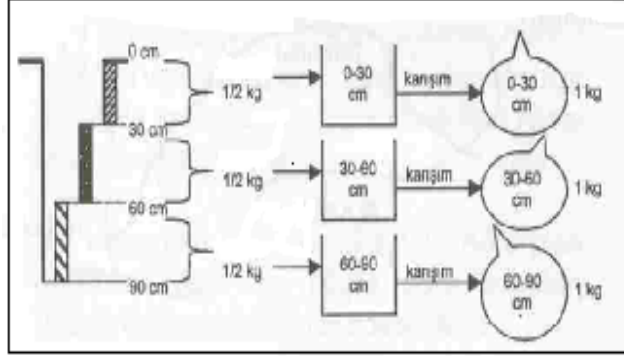 0 cm
1/2 kg
0-30
cm
karışım
0-30
cm
1 kg
30 cm
1/2 kg
30-60
cm
karışım
30-60
cm
1 kg
60 cm
1/2 kg
60-90
cm
karışım
60-90
cm
1 kg
90 cm